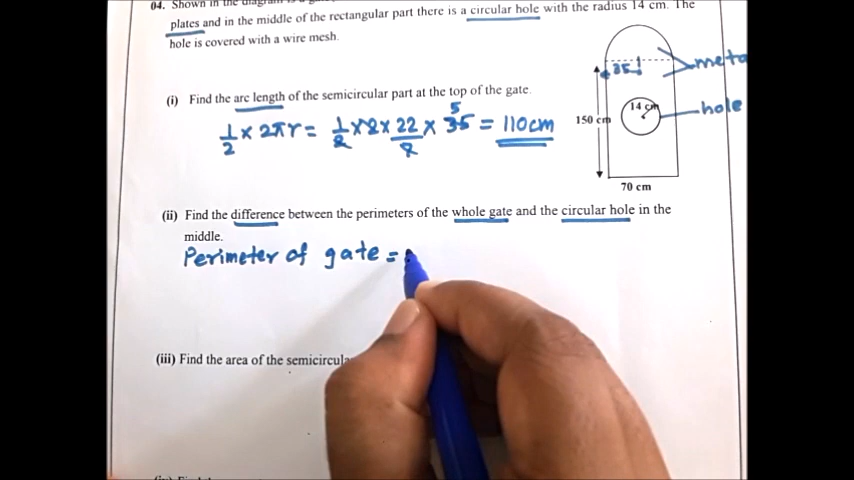 04. Shown in the diagram is a
plates and in the middle of the rectangular part there is a circular hole with the radius 14 cm. The
hole is covered with a wire mesh.
(i) Find the arc length of the semicircular part at the top of the gate.
1/2 × 2πr = 1/2 × 2 × 22/7 × 35 5 = 110cm
35
meta
14 cm
hole
150 cm
70 cm
(ii) Find the difference between the perimeters of the whole gate and the circular hole in the
middle.
Perimeter of gate =
(iii) Find the area of the semicircula